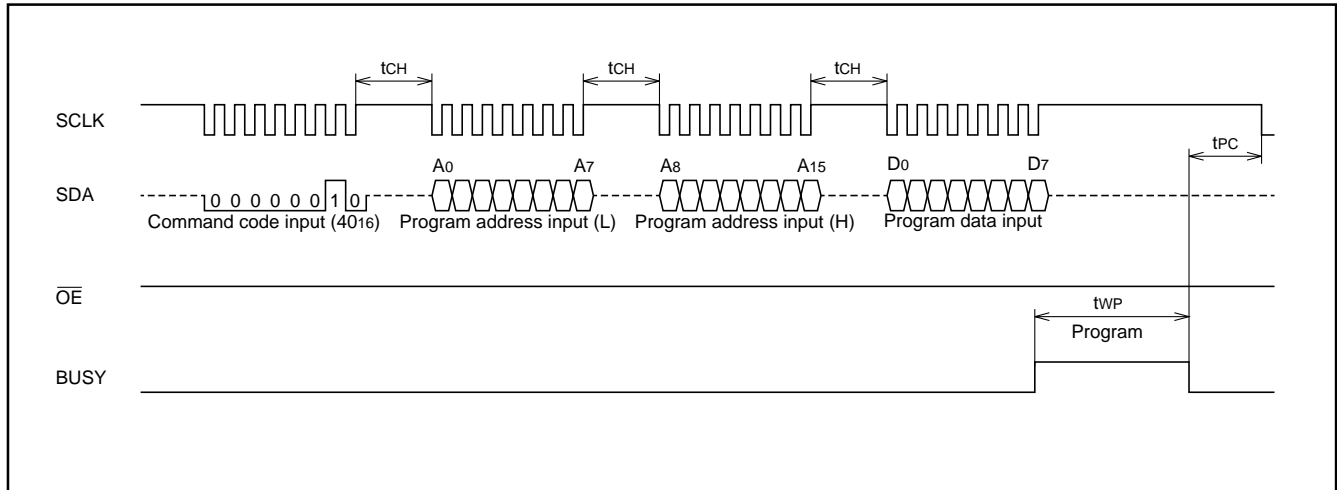 tCH tCH tCH
SCLK
tPC
A0 A7 A8 A15 D0 D7
SDA
0 0 0 0 0 0 1 0
Command code input (4016) Program address input (L) Program address input (H) Program data input
OE
tWP
Program
BUSY